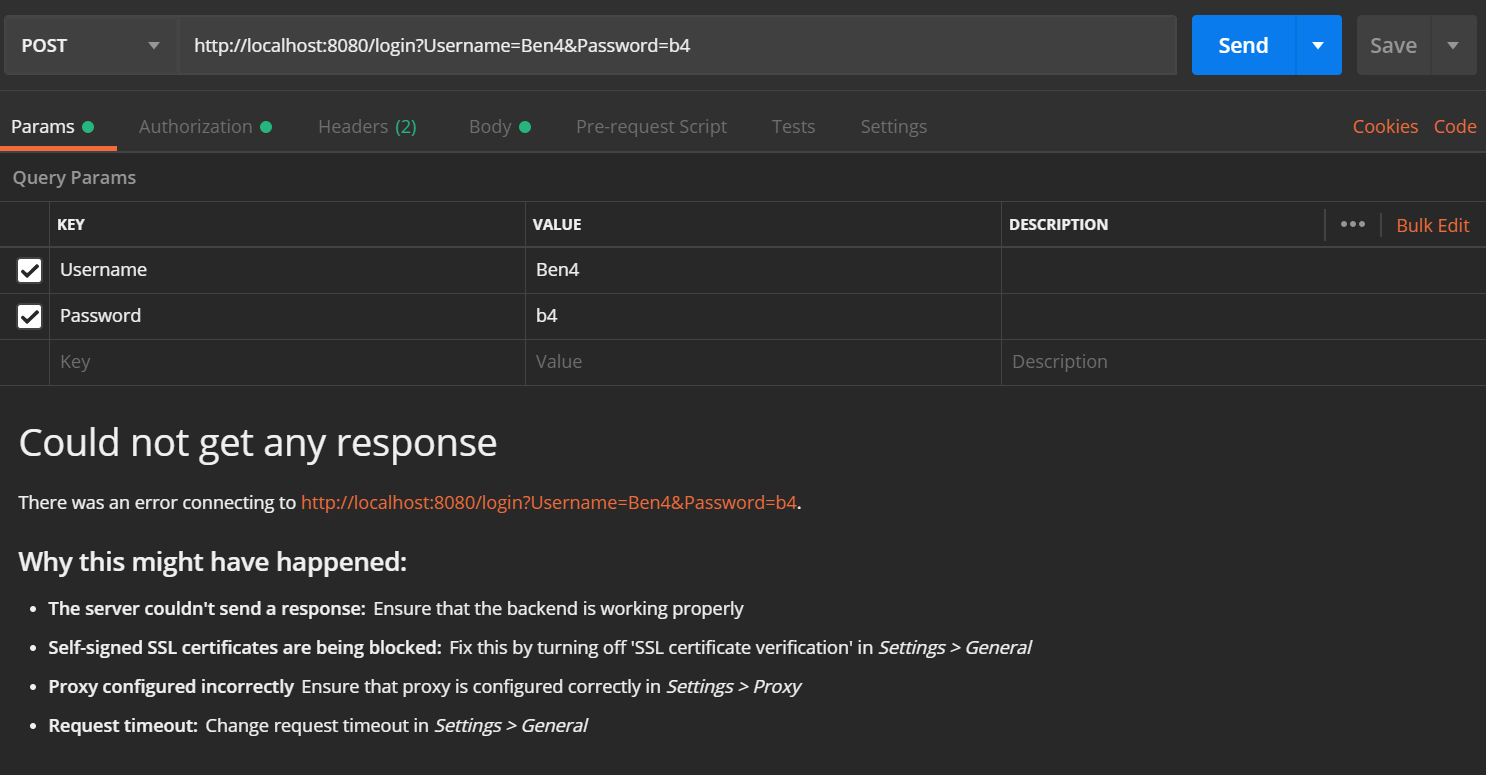 POST http://localhost:8080/login?Username=Ben4&Password=b4 Send Save
Params Authorization Headers (2) Body Pre-request Script Tests Settings Cookies Code
Query Params
KEY VALUE DESCRIPTION ••• Bulk Edit
Username Ben4
Password b4
Key Value Description
Could not get any response
There was an error connecting to http://localhost:8080/login?Username=Ben4&Password=b4.
Why this might have happened:
• The server couldn't send a response: Ensure that the backend is working properly
• Self-signed SSL certificates are being blocked: Fix this by turning off 'SSL certificate verification' in Settings > General
• Proxy configured incorrectly Ensure that proxy is configured correctly in Settings > Proxy
• Request timeout: Change request timeout in Settings > General